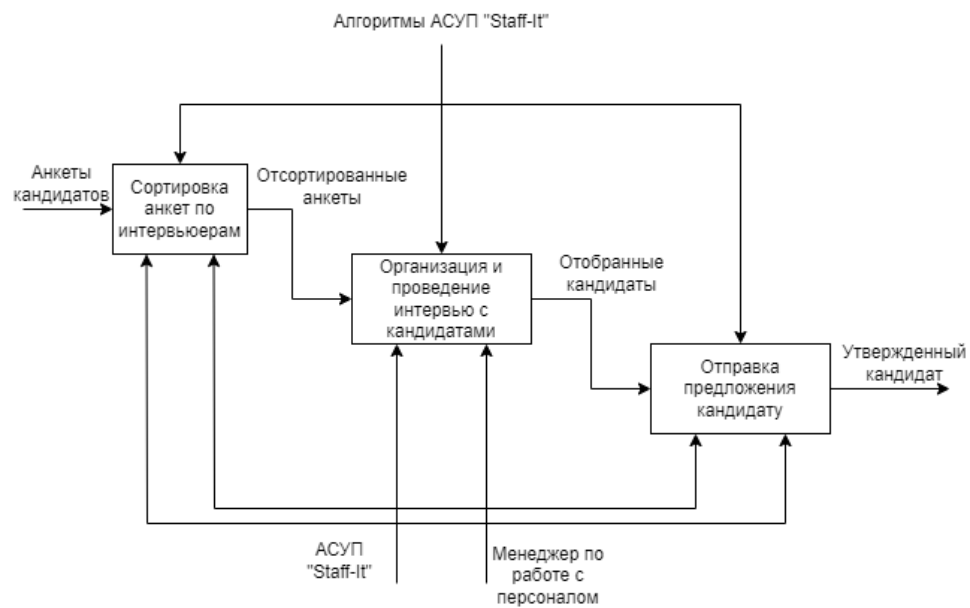 Алгоритмы АСУП "Staff-It"
Анкеты
кандидатов
Сортировка
анкет по
интервьюерам
Отсортированные
анкеты
Организация и
проведение
интервью с
кандидатами
Отобранные
кандидаты
Отправка
предложения
кандидату
Утвержденный
кандидат
АСУП
"Staff-It"
Менеджер по
работе с
персоналом